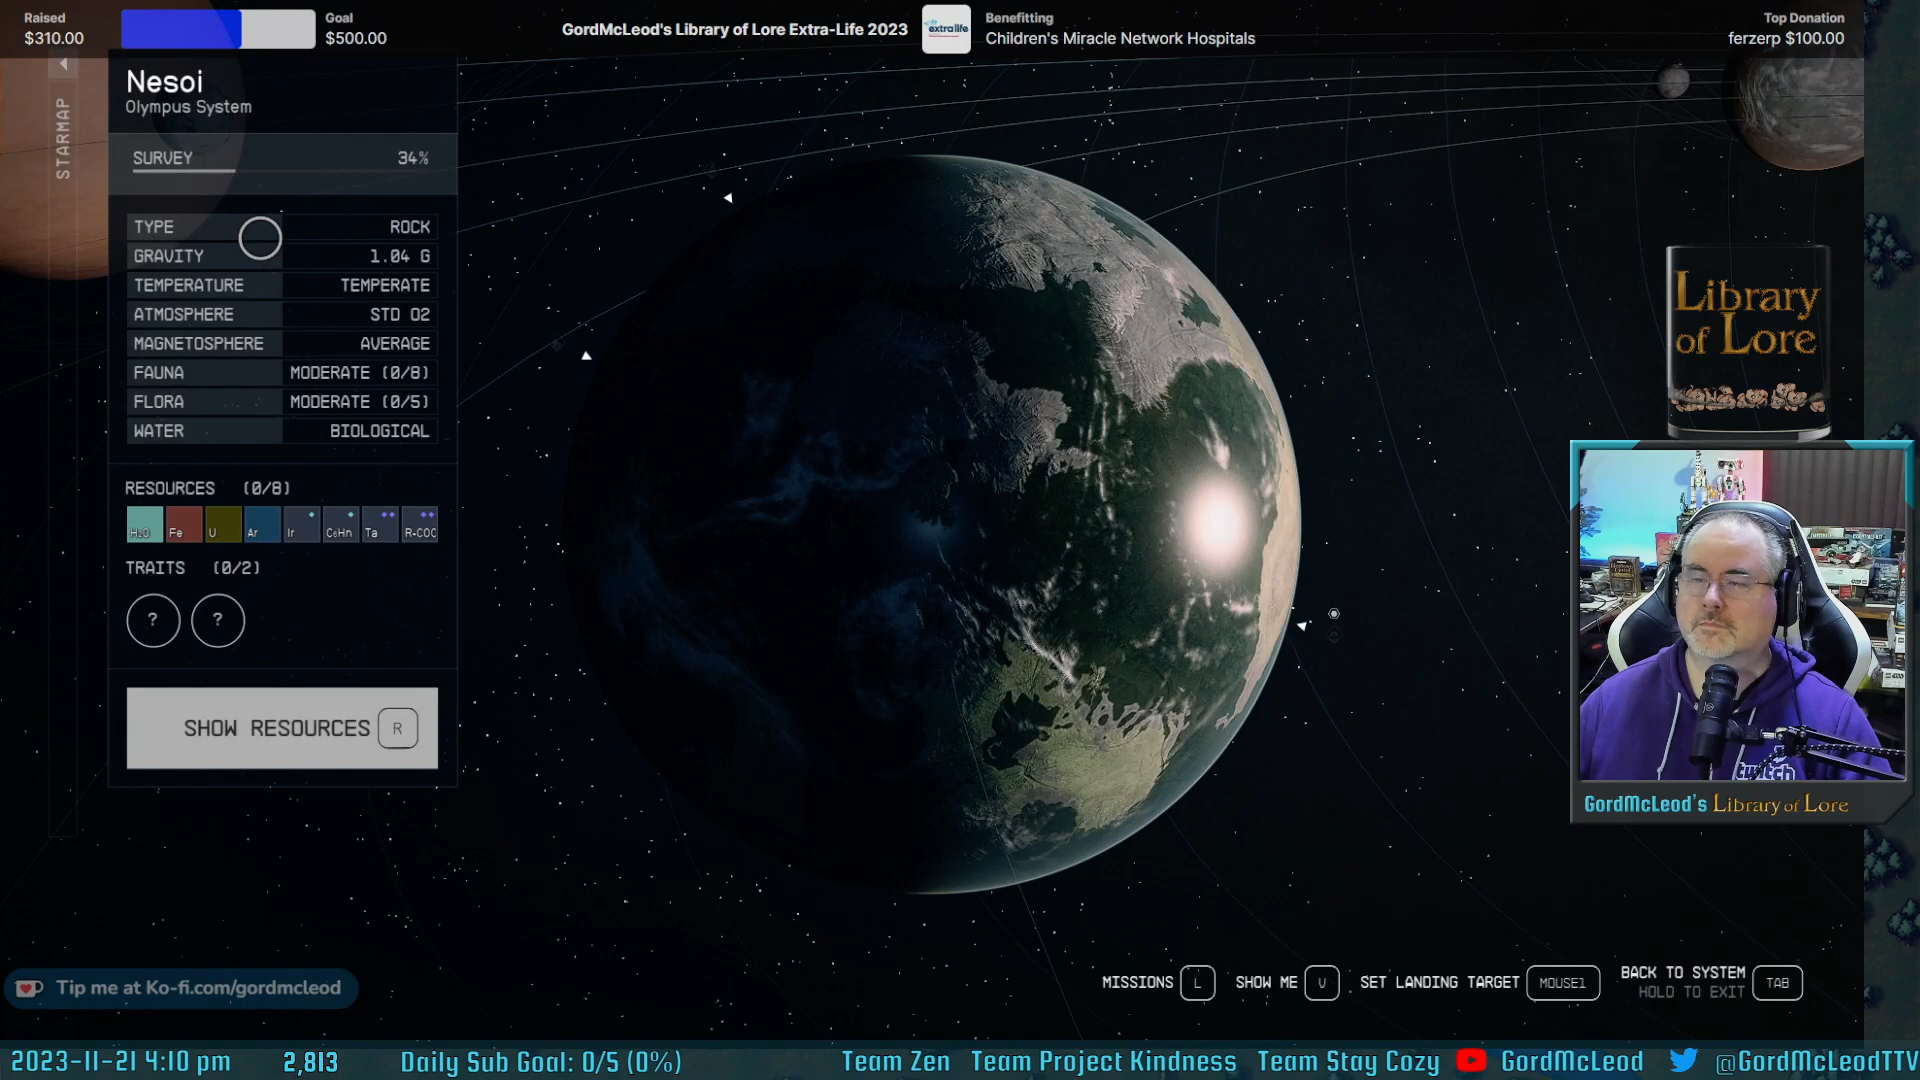 Raised
$310.00
Goal
$500.00
GordMcLeod's Library of Lore Extra-Life 2023
extralife
Benefitting
Children's Miracle Network Hospitals
Top Donation
ferzerp $100.00
STARMAP
Nesoi
Olympus System
SURVEY 34%
TYPE ROCK
GRAVITY 1.04 G
TEMPERATURE TEMPERATE
ATMOSPHERE STD O2
MAGNETOSPHERE AVERAGE
FAUNA MODERATE (0/8)
FLORA MODERATE (0/5)
WATER BIOLOGICAL
RESOURCES (0/8)
H2O Fe U Ar Ir C6Hn Ta R-COC
TRAITS (0/2)
? ?
SHOW RESOURCES R
Library
of Lore
twitch
GordMcLeod's Library of Lore
MISSIONS L SHOW ME V SET LANDING TARGET MOUSE1 BACK TO SYSTEM TAB
HOLD TO EXIT
Tip me at Ko-fi.com/gordmcleod
2023-11-21 4:10 pm 2,813 Daily Sub Goal: 0/5 (0%) Team Zen Team Project Kindness Team Stay Cozy GordMcLeod @GordMcLeodTTV